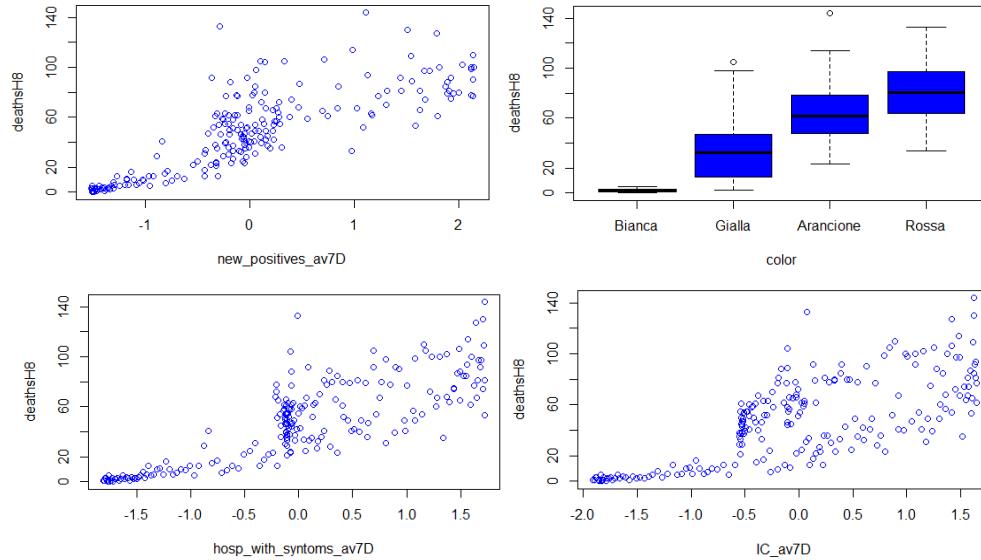 deathsH8
0 20 60 100 140
-1 0 1 2
new_positives_av7D
deathsH8
0 20 60 100 140
Bianca Gialla Arancione Rossa
color
deathsH8
0 20 60 100 140
-1.5 -1.0 -0.5 0.0 0.5 1.0 1.5
hosp_with_syntoms_av7D
deathsH8
0 20 60 100 140
-2.0 -1.5 -1.0 -0.5 0.0 0.5 1.0 1.5
IC_av7D